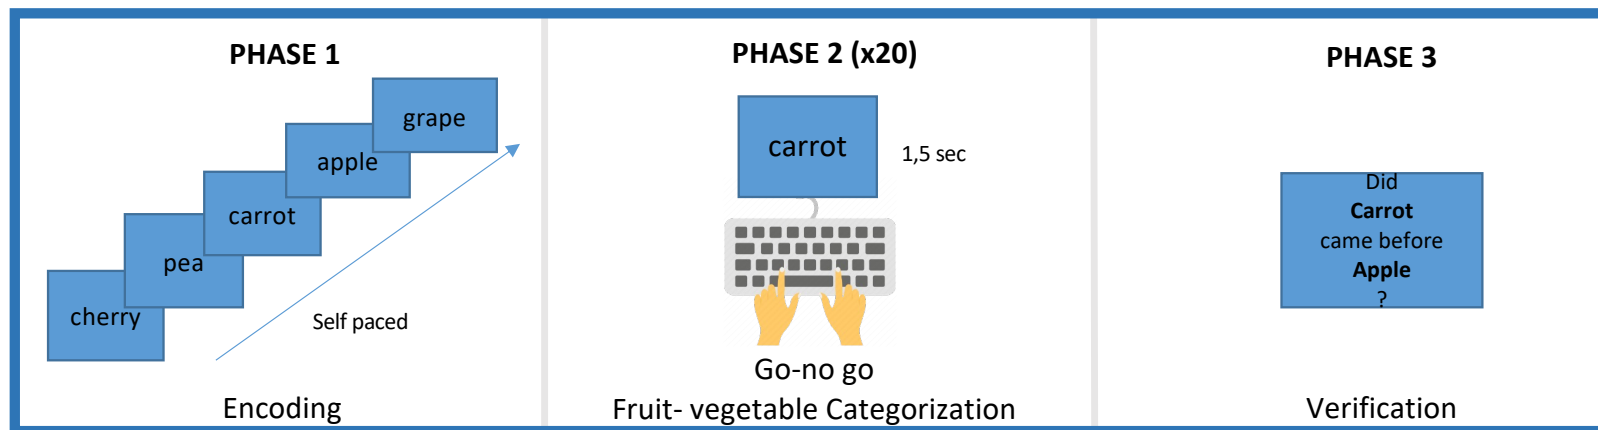 PHASE 1
grape
apple
carrot
pea
cherry
Self paced
Encoding
PHASE 2 (x20)
carrot
1,5 sec
Go-no go
Fruit- vegetable Categorization
PHASE 3
Did
Carrot
came before
Apple
?
Verification